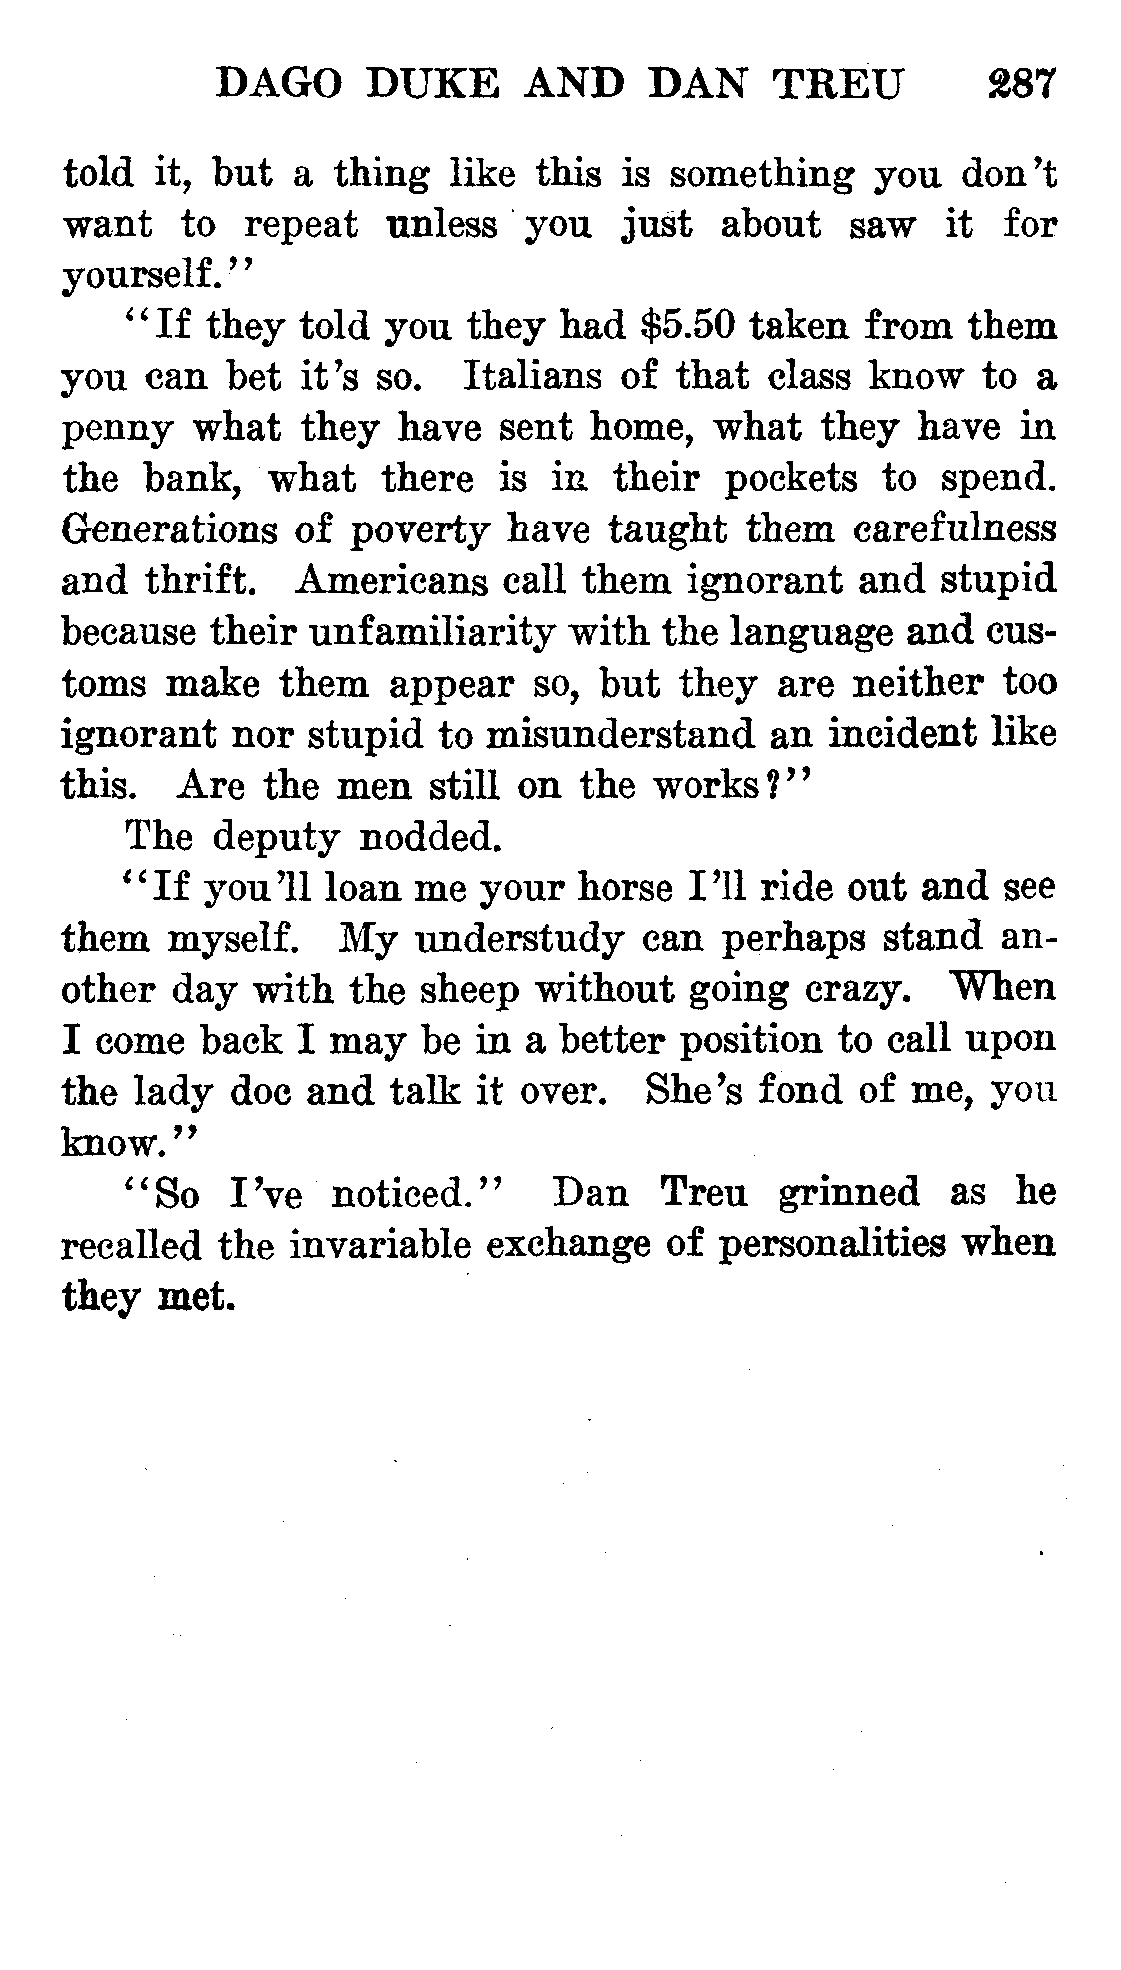 DAGO DUKE AND DAN TREU 287
told it, but a thing like this is something you don't
want to repeat unless you just about saw it for
yourself."
"If they told you they had $5.50 taken from them
you can bet it's so. Italians of that class know to a
penny what they have sent home, what they have in
the bank, what there is in their pockets to spend.
Generations of poverty have taught them carefulness
and thrift. Americans call them ignorant and stupid
because their unfamiliarity with the language and cus-
toms make them appear so, but they are neither too
ignorant nor stupid to misunderstand an incident like
this. Are the men still on the works?"
The deputy nodded.
"If you'll loan me your horse I'll ride out and see
them myself. My understudy can perhaps stand an-
other day with the sheep without going crazy. When
I come back I may be in a better position to call upon
the lady doc and talk it over. She's fond of me, you
know."
"So I've noticed." Dan Treu grinned as he
recalled the invariable exchange of personalities when
they met.